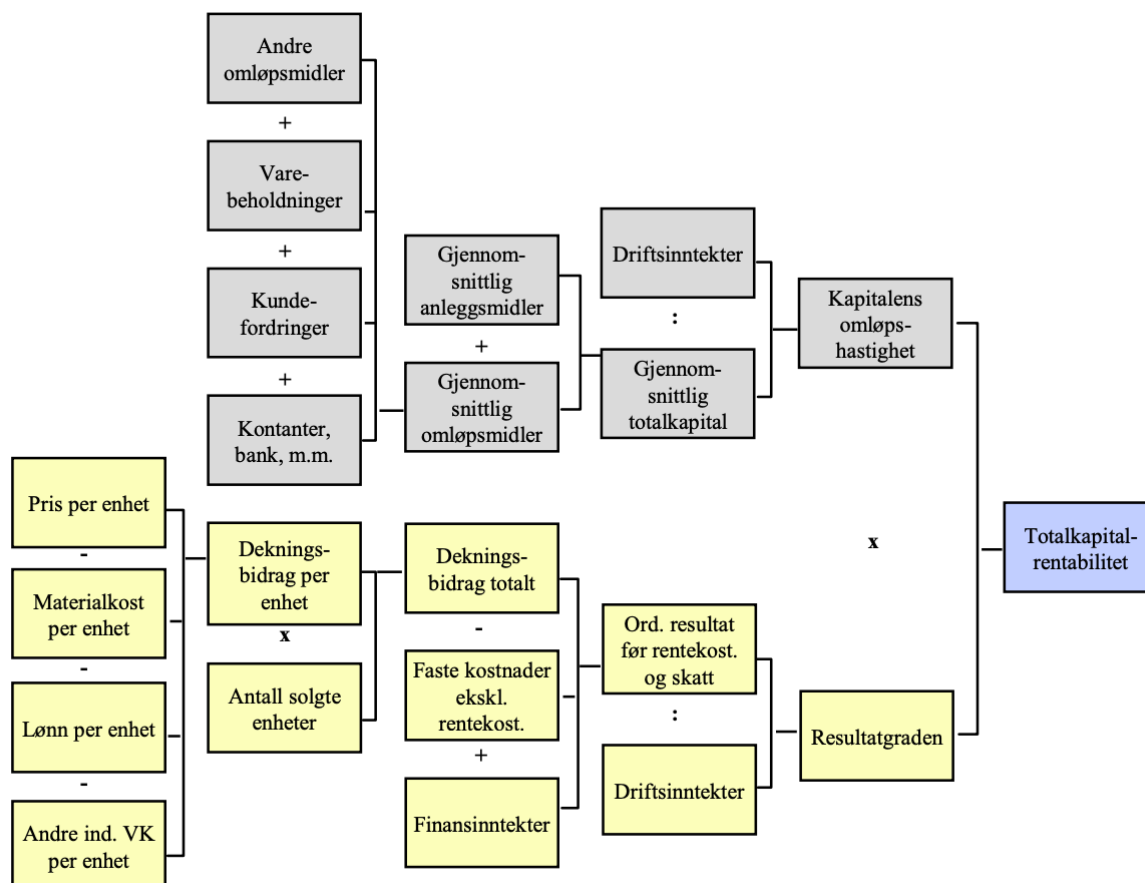 Andre
omløpsmidler
+
Vare-
beholdninger
+
Kunde-
fordringer
+
Kontanter,
bank, m.m.
Gjennom-
snittlig
anleggsmidler
+
Gjennom-
snittlig
omløpsmidler
Driftsinntekter
:
Gjennom-
snittlig
totalkapital
Kapitalens
omløps-
hastighet
Pris per enhet
-
Materialkost
per enhet
-
Lønn per enhet
-
Andre ind. VK
per enhet
Deknings-
bidrag per
enhet
x
Antall solgte
enheter
Deknings-
bidrag totalt
-
Faste kostnader
ekskl.
rentekost.
+
Finansinntekter
Ord. resultat
før rentekost.
og skatt
:
Driftsinntekter
Resultatgraden
x
Totalkapital-
rentabilitet